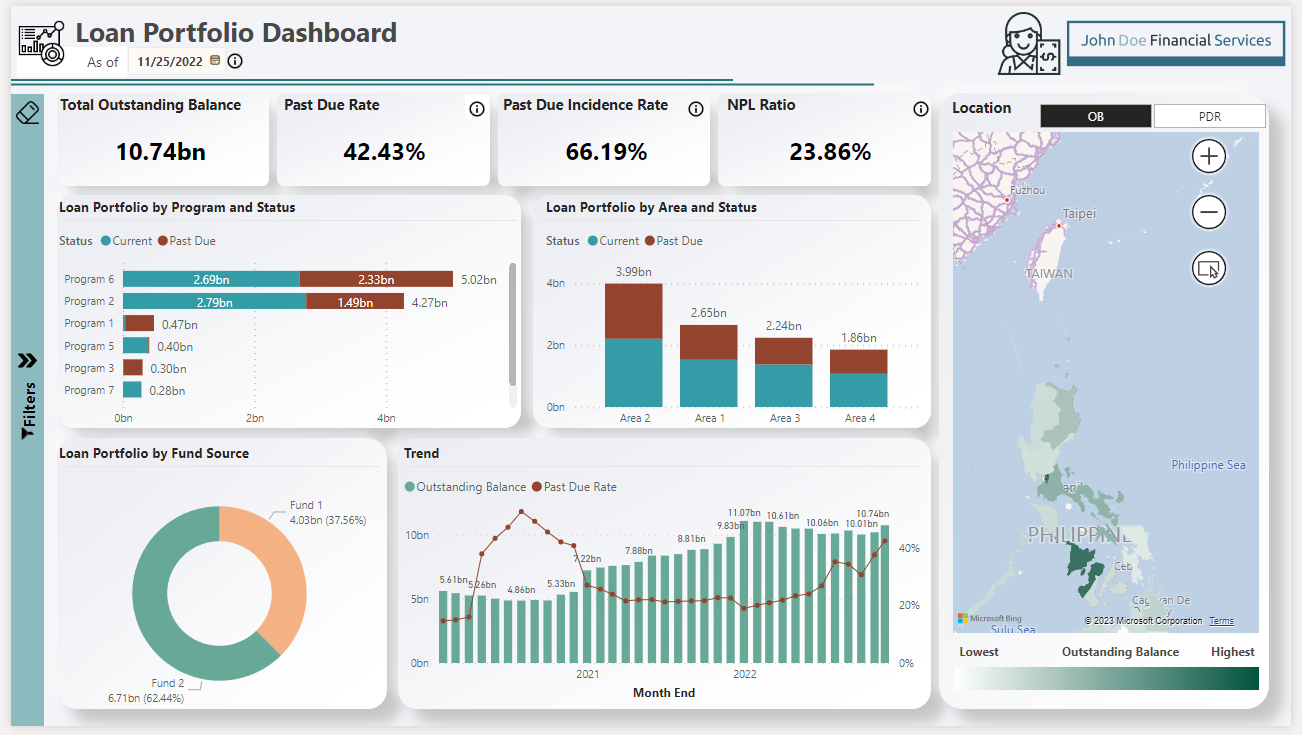 Loan Portfolio Dashboard
As of 11/25/2022
John Doe Financial Services
Total Outstanding Balance
10.74bn
Past Due Rate
42.43%
Past Due Incidence Rate
66.19%
NPL Ratio
23.86%
Filters
Loan Portfolio by Program and Status
Status Current Past Due
Program 6 2.69bn 2.33bn 5.02bn
Program 2 2.79bn 1.49bn 4.27bn
Program 1 0.47bn
Program 5 0.40bn
Program 3 0.30bn
Program 7 0.28bn
0bn 2bn 4bn
Loan Portfolio by Area and Status
Status Current Past Due
3.99bn
4bn
2.65bn
2.24bn
2bn
1.86bn
0bn
Area 2 Area 1 Area 3 Area 4
Loan Portfolio by Fund Source
Fund 1
4.03bn (37.56%)
Fund 2
6.71bn (62.44%)
Trend
Outstanding Balance Past Due Rate
10bn
5bn
0bn
5.61bn 5.26bn 4.86bn 5.33bn 7.22bn 7.88bn 8.81bn 9.83bn 11.07bn 10.61bn 10.06bn 10.01bn 10.74bn
40%
20%
0%
2021 2022
Month End
Location
OB PDR
Fuzhou
Taipei
TAIWAN
Philippine Sea
PHILIPPINE
Ceb
Cag yan De
Sulu Sea
Microsoft Bing
© 2023 Microsoft Corporation Terms
Lowest Outstanding Balance Highest